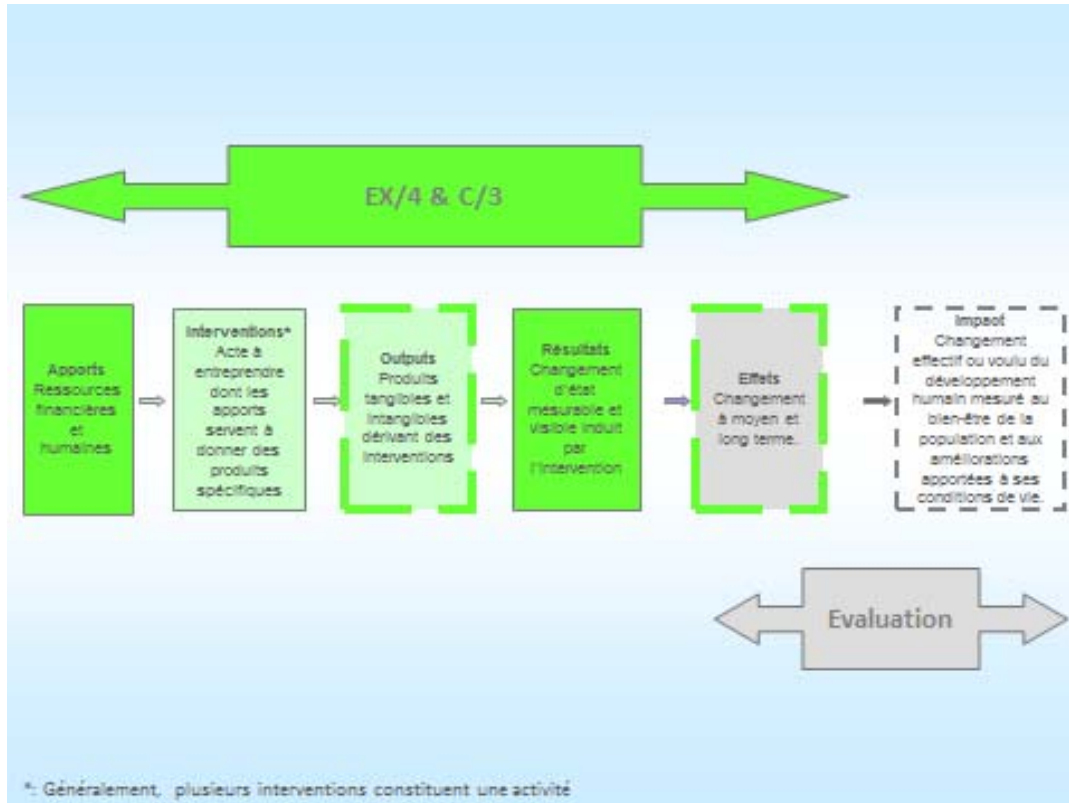 EX/4 & C/3
Apports
Ressources
financières
et
humaines
Interventions*
Acte à
entreprendre
dont les
apports
servent à
donner des
produits
spécifiques
Outputs
Produits
tangibles et
intangibles
dérivant des
interventions
Résultats
Changement
d'état
mesurable et
visible induit
par
l'intervention
Effets
Changement
à moyen et
long terme.
Impact
Changement
effectif ou voulu du
développement
humain mesuré au
bien-être de la
population et aux
améliorations
apportées à ses
conditions de vie.
Evaluation
*: Généralement, plusieurs interventions constituent une activité